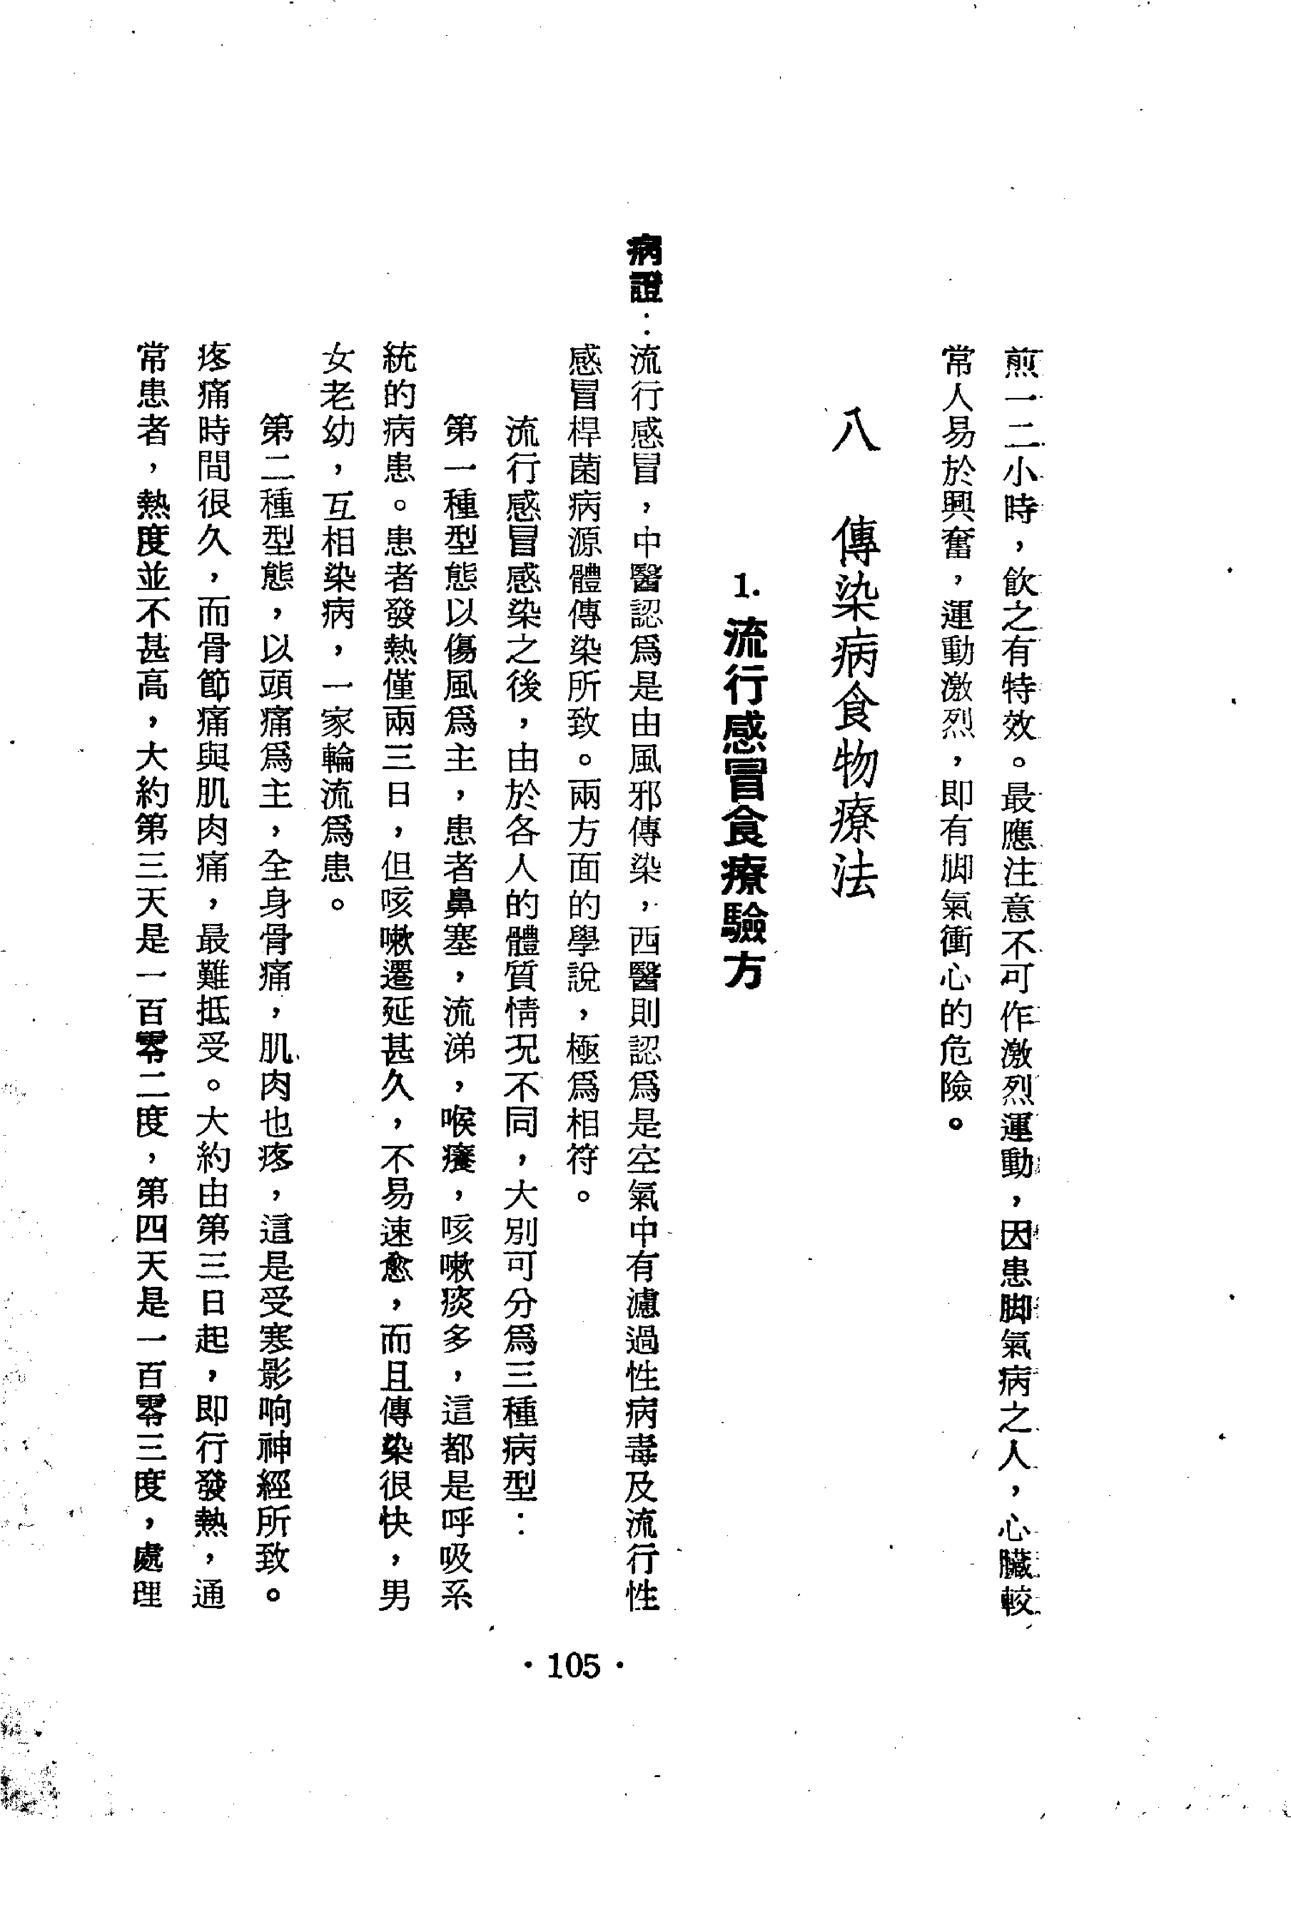 煎一二小時，飲之有特效。最應注意不可作激烈運動，因患脚氣病之人，心臟較
常人易於興奮，運動激烈，即有脚氣衝心的危險。
八　傳染病食物療法
1. 流行感冒食療驗方
病證：流行感冒，中醫認爲是由風邪傳染，西醫則認爲是空氣中有濾過性病毒及流行性
感冒桿菌病源體傳染所致。兩方面的學說，極爲相符。
流行感冒感染之後，由於各人的體質情況不同，大別可分爲三種病型：
第一種型態以傷風爲主，患者鼻塞，流涕，喉癢，咳嗽痰多，這都是呼吸系
統的病患。患者發熱僅兩三日，但咳嗽遷延甚久，不易速愈，而且傳染很快，男
女老幼，互相染病，一家輪流爲患。
第二種型態，以頭痛爲主，全身骨痛，肌肉也疼，這是受寒影响神經所致。
疼痛時間很久，而骨節痛與肌肉痛，最難抵受。大約由第三日起，即行發熱，通
常患者，熱度並不甚高，大約第三天是一百零二度，第四天是一百零三度，處理
·105·